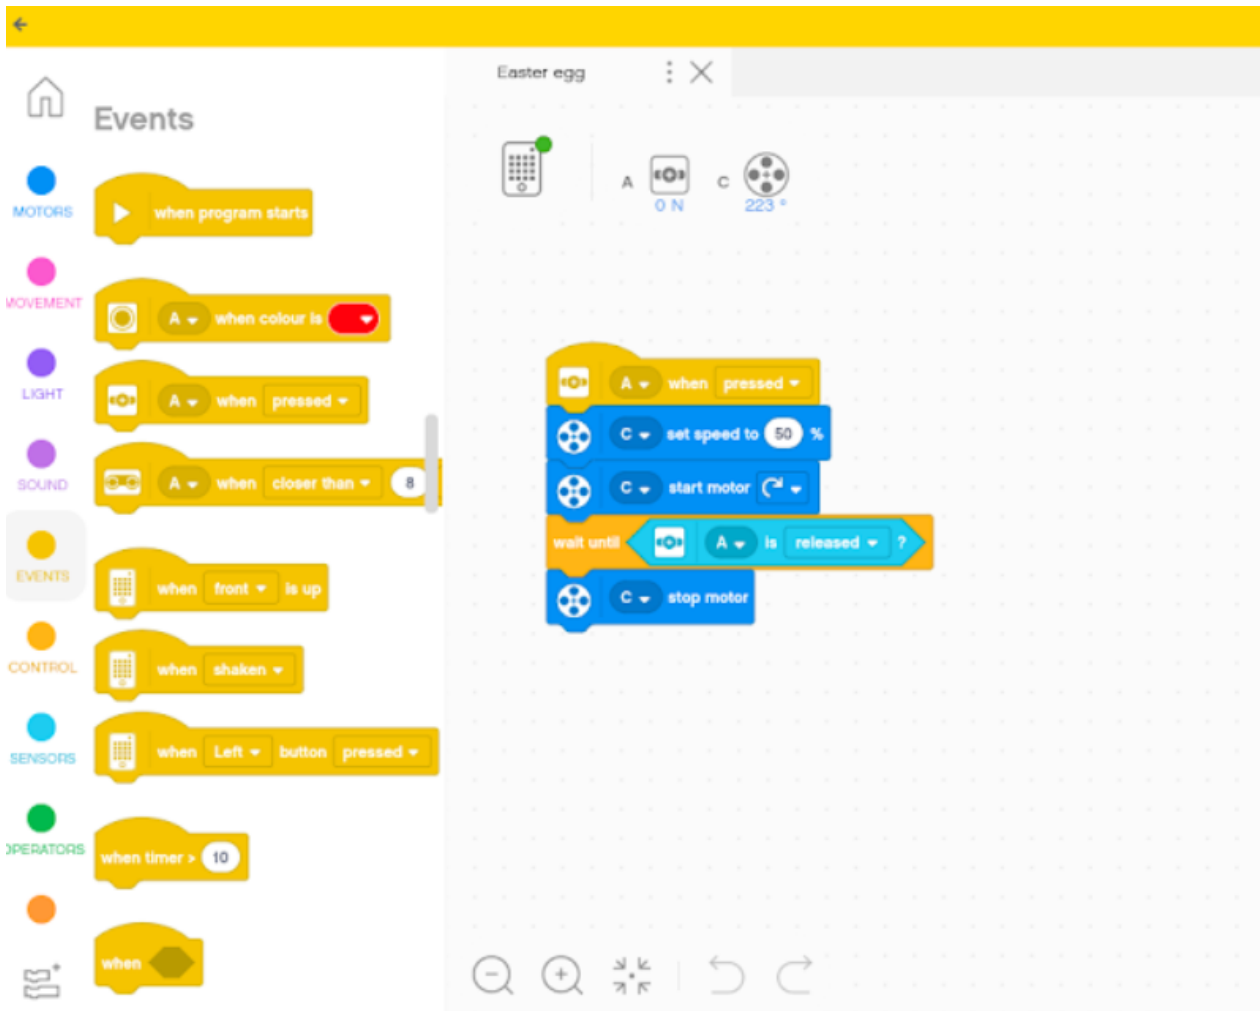 Easter egg
Events
MOTORS
MOVEMENT
LIGHT
SOUND
EVENTS
CONTROL
SENSORS
OPERATORS
when program starts
A when colour is
A when pressed
A when closer than 8
when front is up
when shaken
when Left button pressed
when timer > 10
when
A
0 N
C
223 °
A when pressed
C set speed to 50 %
C start motor
wait until A is released ?
C stop motor